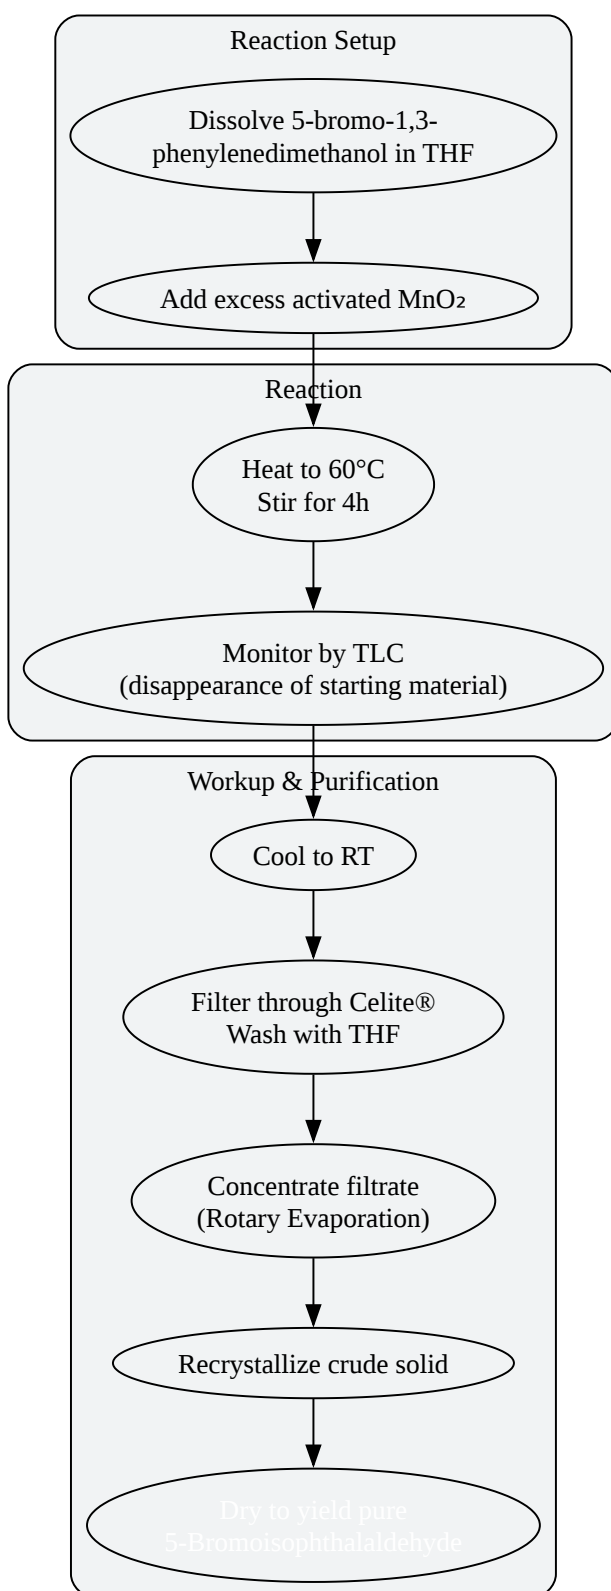 Reaction Setup
Dissolve 5-bromo-1,3-
phenylenedimethanol in THF
Add excess activated MnO₂
Reaction
Heat to 60°C
Stir for 4h
Monitor by TLC
(disappearance of starting material)
Workup & Purification
Cool to RT
Filter through Celite®
Wash with THF
Concentrate filtrate
(Rotary Evaporation)
Recrystallize crude solid
Dry to yield pure
5-Bromoisophthalaldehyde